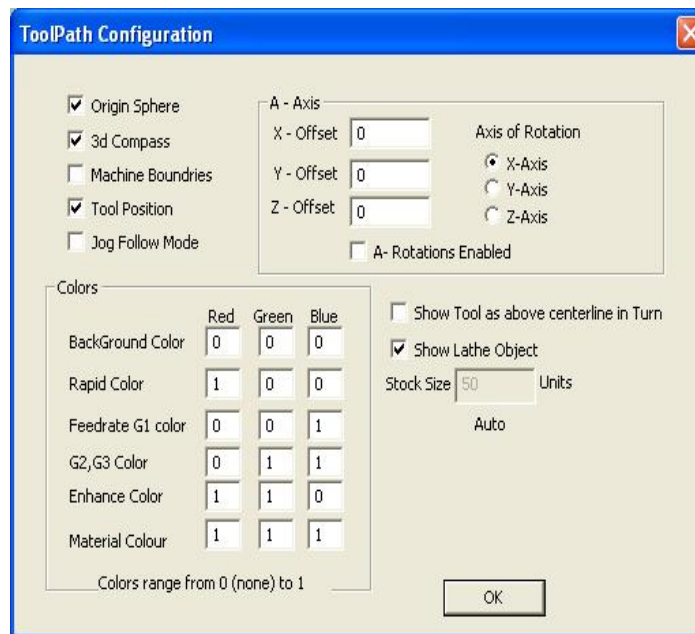 ToolPath Configuration
Origin Sphere
3d Compass
Machine Boundries
Tool Position
Jog Follow Mode
A - Axis
X - Offset 0
Y - Offset 0
Z - Offset 0
Axis of Rotation
X-Axis
Y-Axis
Z-Axis
A- Rotations Enabled
Colors
Red Green Blue
BackGround Color 0 0 0
Rapid Color 1 0 0
Feedrate G1 color 0 0 1
G2,G3 Color 0 1 1
Enhance Color 1 1 0
Material Colour 1 1 1
Colors range from 0 (none) to 1
Show Tool as above centerline in Turn
Show Lathe Object
Stock Size 50 Units
Auto
OK